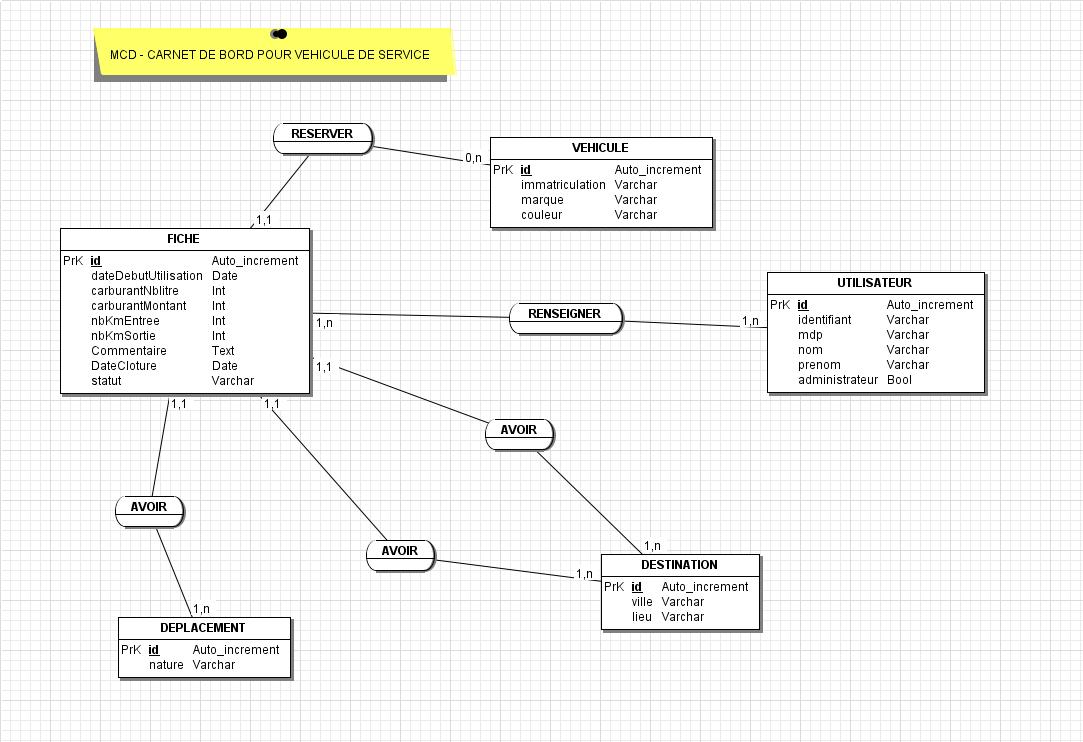 MCD - CARNET DE BORD POUR VEHICULE DE SERVICE
RESERVER
0,n
1,1
VEHICULE
PrK id Auto_increment
immatriculation Varchar
marque Varchar
couleur Varchar
FICHE
PrK id Auto_increment
dateDebutUtilisation Date
carburantNblitre Int
carburantMontant Int
nbKmEntree Int
nbKmSortie Int
Commentaire Text
DateCloture Date
statut Varchar
1,n
RENSEIGNER
1,n
UTILISATEUR
PrK id Auto_increment
identifiant Varchar
mdp Varchar
nom Varchar
prenom Varchar
administrateur Bool
1,1
AVOIR
1,n
1,1
AVOIR
1,n
1,1
AVOIR
1,n
DESTINATION
PrK id Auto_increment
ville Varchar
lieu Varchar
DEPLACEMENT
PrK id Auto_increment
nature Varchar